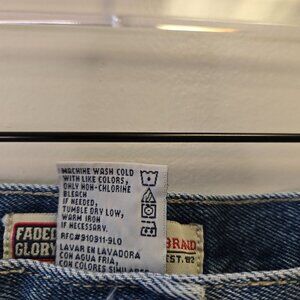 MACHINE WASH COLD
WITH LIKE COLORS,
ONLY NON-CHLORINE
BLEACH
IF NEEDED,
TUMBLE DRY LOW,
WARM IRON
IF NECESSARY.
RFC#910911-9L0
LAVAR EN LAVADORA
CON AGUA FRIA,
CON COLORES SIMILARES
FADED
GLORY
BRAND
EST. '82